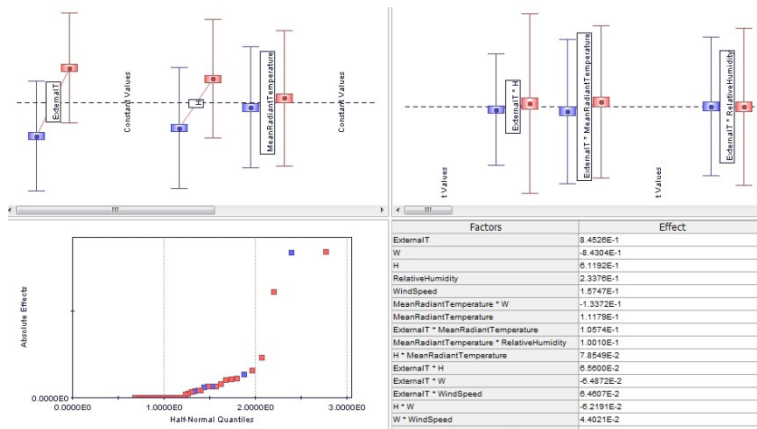 ExternalT
Constant Values
H
MeanRadiantTemperature
Constant Values
t Values
ExternalT * H
ExternalT * MeanRadiantTemperature
t Values
ExternalT * RelativeHumidity
Absolute Effects
0.0000E0
0.0000E0 1.0000E0 2.0000E0 3.0000E0
Half-Normal Quantiles
Factors Effect
ExternalT 8.4526E-1
W -8.4304E-1
H 6.1192E-1
RelativeHumidity 2.3376E-1
WindSpeed 1.5747E-1
MeanRadiantTemperature * W -1.3372E-1
MeanRadiantTemperature 1.1179E-1
ExternalT * MeanRadiantTemperature 1.0574E-1
MeanRadiantTemperature * RelativeHumidity 1.0010E-1
H * MeanRadiantTemperature 7.8549E-2
ExternalT * H 6.5600E-2
ExternalT * W -6.4872E-2
ExternalT * WindSpeed 6.4607E-2
H * W -6.2191E-2
W * WindSpeed 4.4021E-2